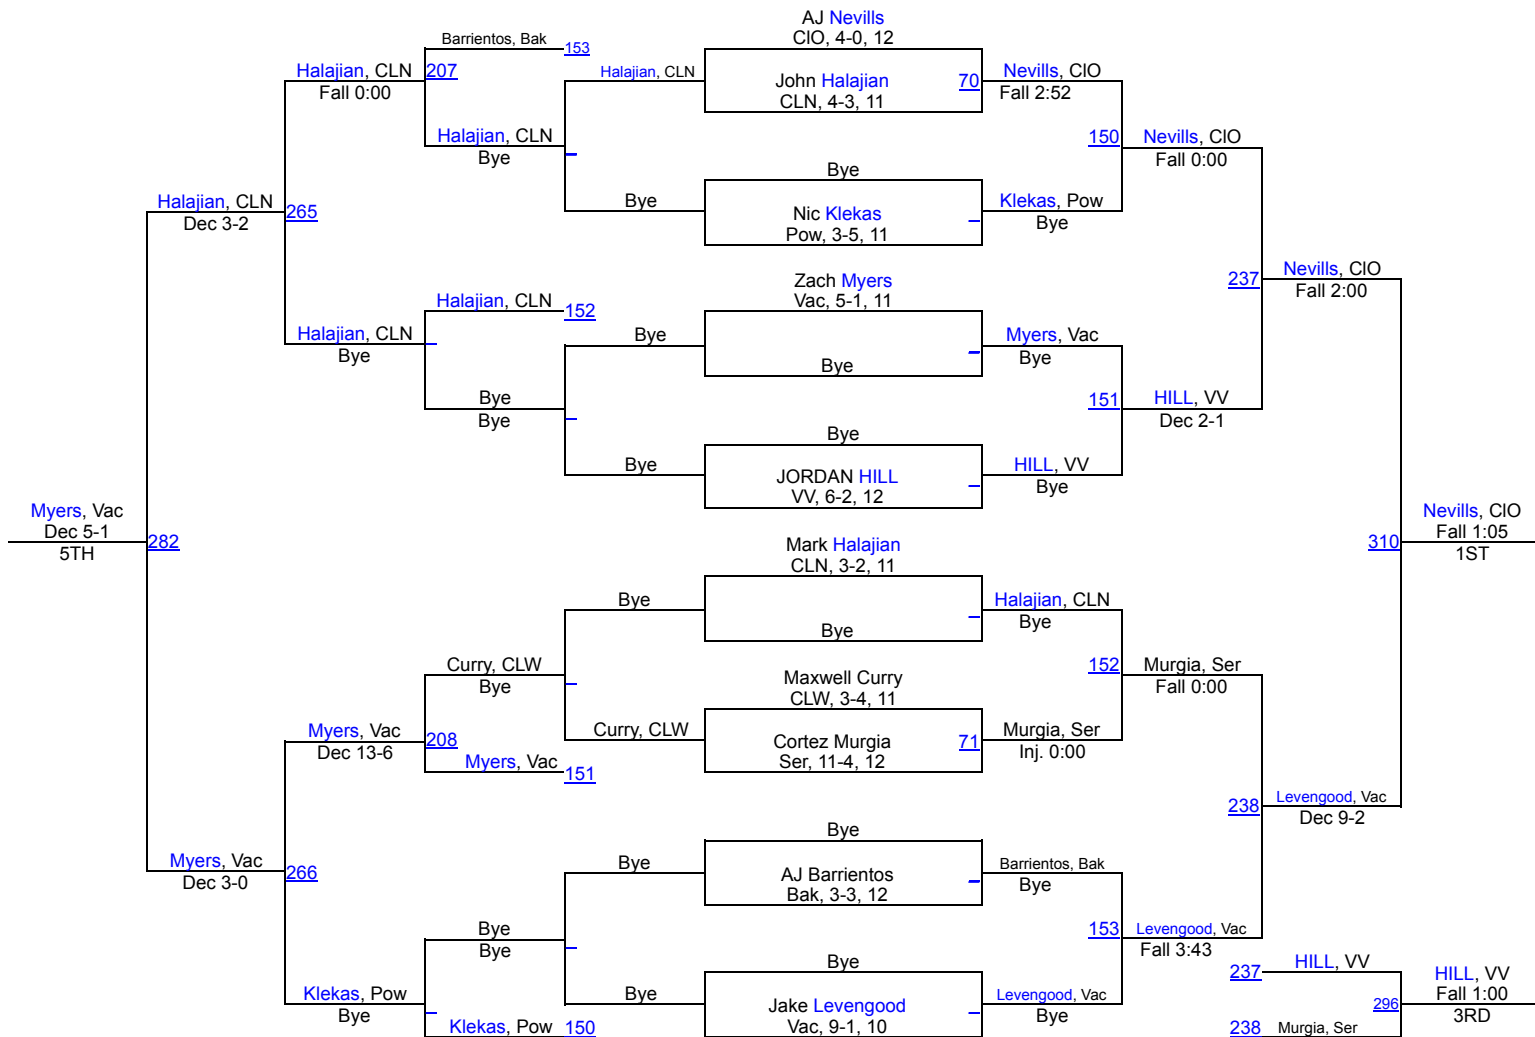 AJ Nevills
ClO, 4-0, 12
Barrientos, Bak
153
Halajian, CLN
207
Fall 0:00
Halajian, CLN
John Halajian
CLN, 4-3, 11
70
Nevills, ClO
Fall 2:52
Halajian, CLN
Bye
150
Nevills, ClO
Fall 0:00
Bye
Bye
Nic Klekas
Pow, 3-5, 11
Klekas, Pow
Bye
Halajian, CLN
Dec 3-2
265
Zach Myers
Vac, 5-1, 11
237
Nevills, ClO
Fall 2:00
Halajian, CLN
152
Halajian, CLN
Bye
Bye
Bye
Myers, Vac
Bye
Bye
Bye
151
HILL, VV
Dec 2-1
Bye
Bye
JORDAN HILL
VV, 6-2, 12
HILL, VV
Bye
Myers, Vac
Dec 5-1
5TH
282
Mark Halajian
CLN, 3-2, 11
310
Nevills, ClO
Fall 1:05
1ST
Bye
Bye
Halajian, CLN
Bye
Curry, CLW
Bye
Maxwell Curry
CLW, 3-4, 11
152
Murgia, Ser
Fall 0:00
Myers, Vac
Dec 13-6
208
Curry, CLW
Cortez Murgia
Ser, 11-4, 12
71
Murgia, Ser
Inj. 0:00
Myers, Vac
151
238
Levengood, Vac
Dec 9-2
Myers, Vac
Dec 3-0
266
Bye
Bye
AJ Barrientos
Bak, 3-3, 12
Barrientos, Bak
Bye
Bye
Bye
153
Levengood, Vac
Fall 3:43
Klekas, Pow
Bye
Klekas, Pow
150
Bye
Bye
Jake Levengood
Vac, 9-1, 10
Levengood, Vac
Bye
237
HILL, VV
296
HILL, VV
Fall 1:00
3RD
238
Murgia, Ser